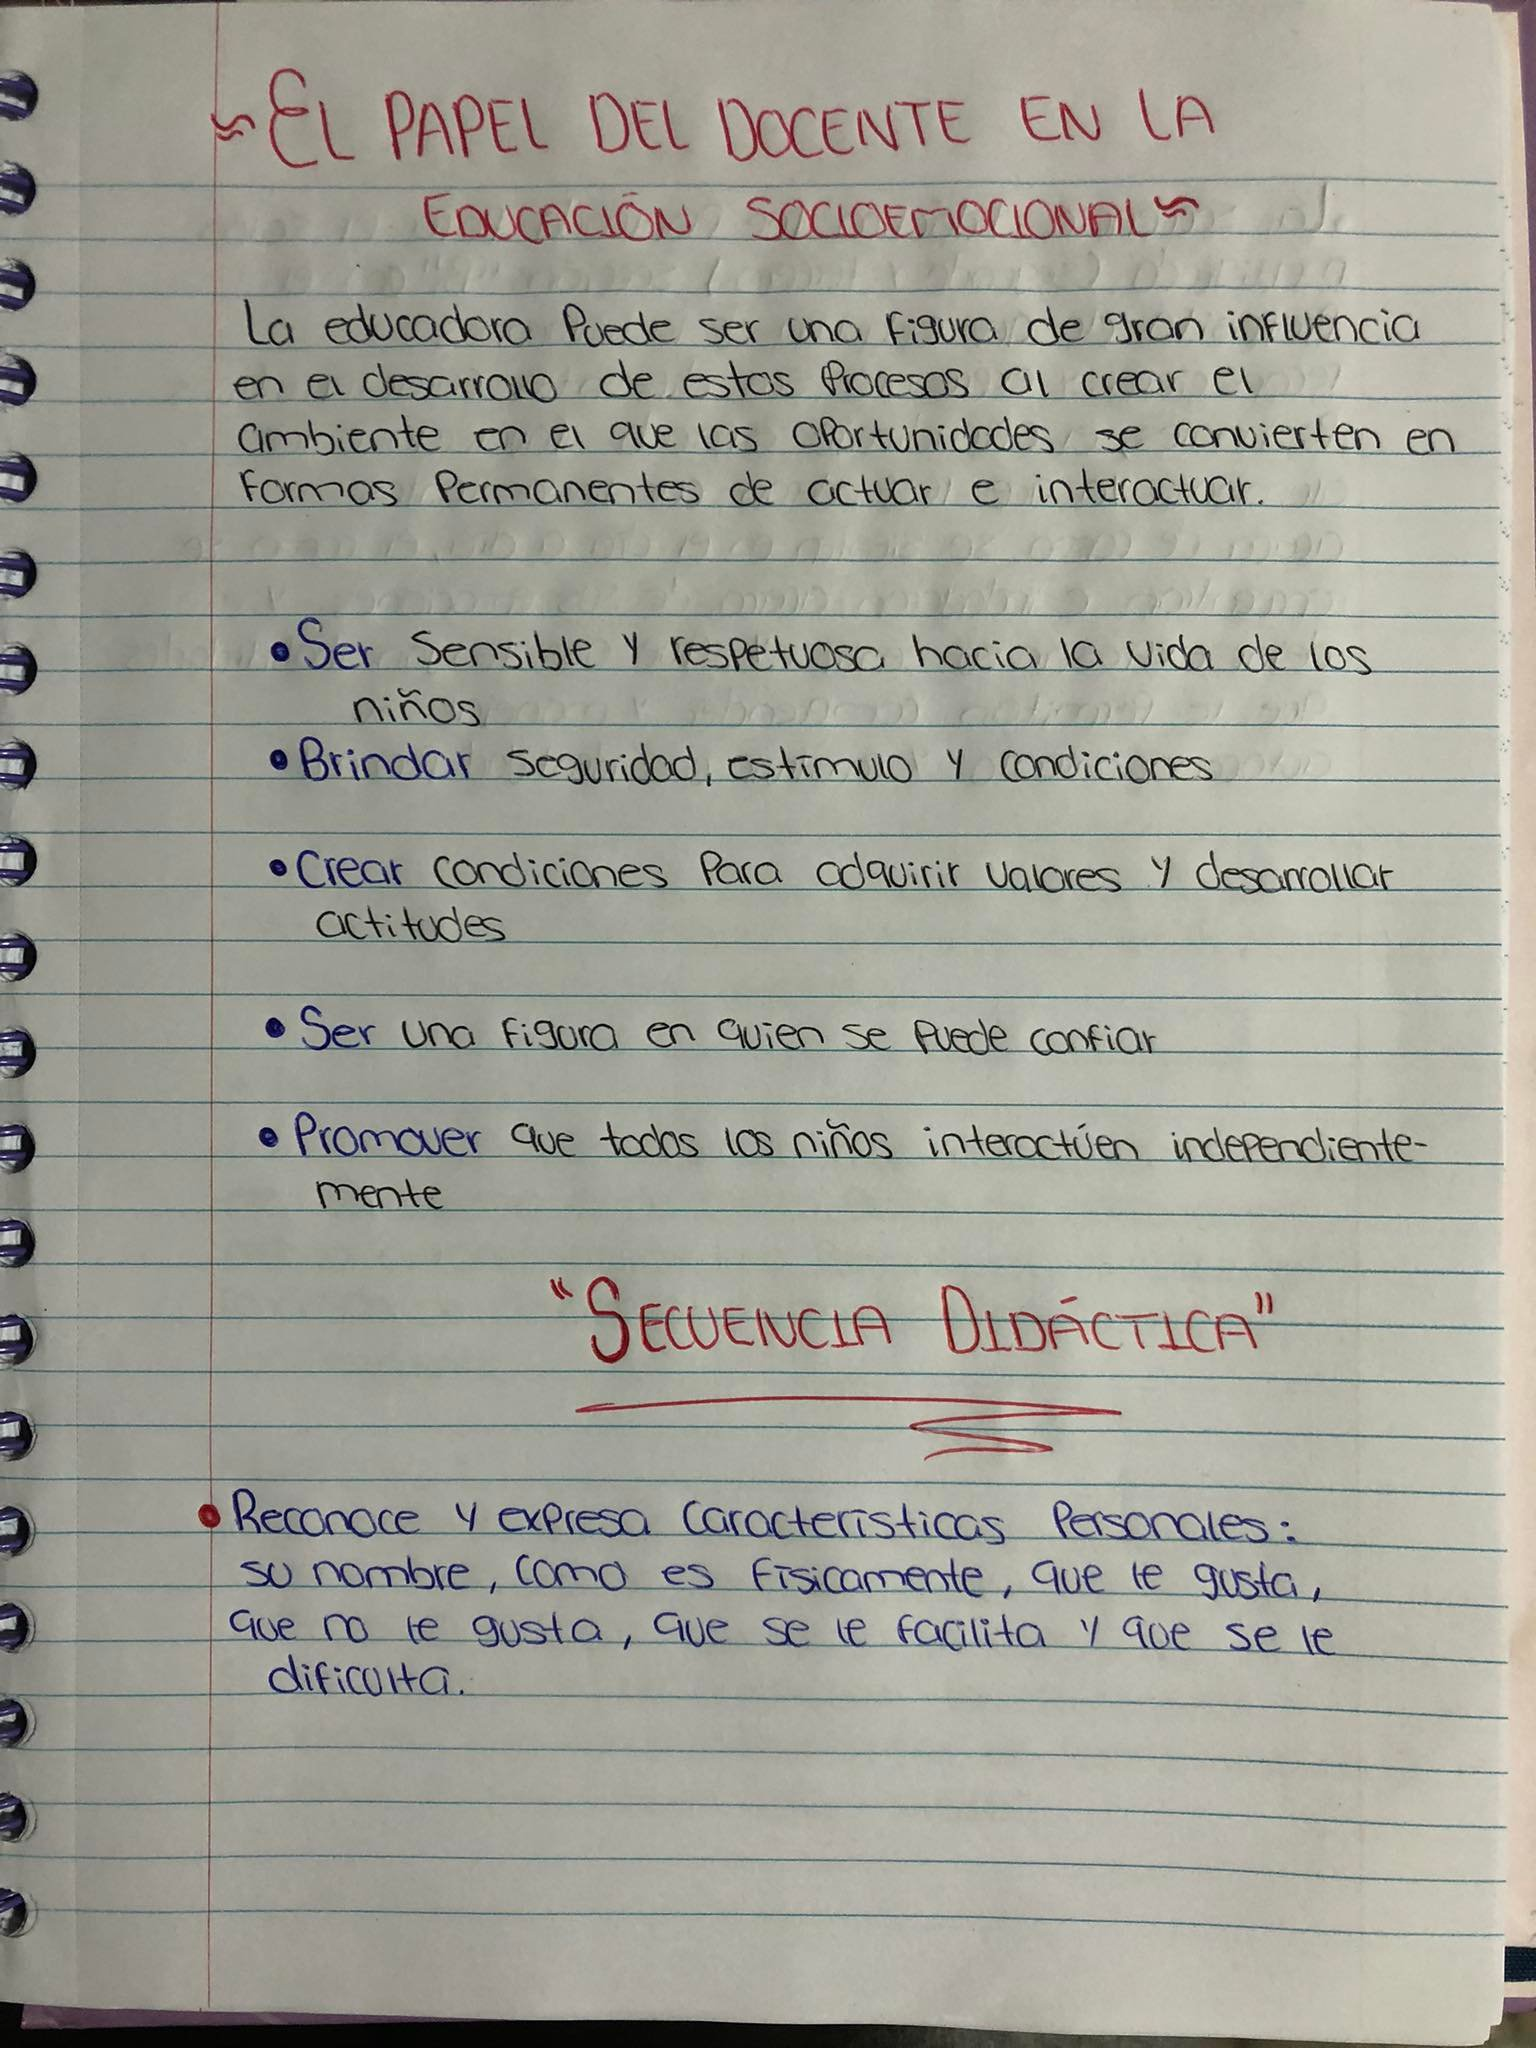 ~EL PAPEL DEL DOCENTE EN LA
EDUCACIÓN SOCIOEMOCIONAL~
La educadora Puede ser una figura de gran influencia
en el desarrollo de estos Procesos al crear el
ambiente en el que las oportunidades se convierten en
formas Permanentes de actuar e interactuar.
• Ser Sensible y respetuosa hacia la vida de los
niños
• Brindar seguridad, estímulo y condiciones
• Crear condiciones Para adquirir valores y desarrollar
actitudes
• Ser una figura en quien se Puede confiar
• Promover que todos los niños interactúen independiente-
mente
"SECUENCIA DIDÁCTICA"
• Reconoce y expresa características Personales:
su nombre, como es físicamente, que le gusta,
que no le gusta, que se le facilita y que se le
dificulta.